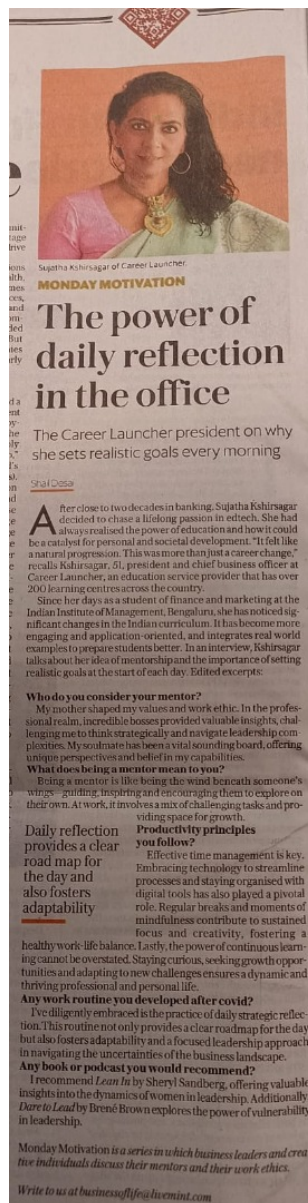 Sujatha Kshirsagar of Career Launcher.
MONDAY MOTIVATION
The power of
daily reflection
in the office
The Career Launcher president on why
she sets realistic goals every morning
Shail Desai
After close to two decades in banking, Sujatha Kshirsagar
decided to chase a lifelong passion in edtech. She had
always realised the power of education and how it could
be a catalyst for personal and societal development. "It felt like
a natural progression. This was more than just a career change,"
recalls Kshirsagar, 51, president and chief business officer at
Career Launcher, an education service provider that has over
200 learning centres across the country.
Since her days as a student of finance and marketing at the
Indian Institute of Management, Bengaluru, she has noticed sig-
nificant changes in the Indian curriculum. It has become more
engaging and application-oriented, and integrates real world
examples to prepare students better. In an interview, Kshirsagar
talks about her idea of mentorship and the importance of setting
realistic goals at the start of each day. Edited excerpts:
Who do you consider your mentor?
My mother shaped my values and work ethic. In the profes-
sional realm, incredible bosses provided valuable insights, chal-
lenging me to think strategically and navigate leadership com-
plexities. My soulmate has been a vital sounding board, offering
unique perspectives and belief in my capabilities.
What does being a mentor mean to you?
Being a mentor is like being the wind beneath someone's
wings—guiding, inspiring and encouraging them to explore on
their own. At work, it involves a mix of challenging tasks and pro-
viding space for growth.
Daily reflection
provides a clear
road map for
the day and
also fosters
adaptability
Productivity principles
you follow?
Effective time management is key.
Embracing technology to streamline
processes and staying organised with
digital tools has also played a pivotal
role. Regular breaks and moments of
mindfulness contribute to sustained
focus and creativity, fostering a
healthy work-life balance. Lastly, the power of continuous learn-
ing cannot be overstated. Staying curious, seeking growth oppor-
tunities and adapting to new challenges ensures a dynamic and
thriving professional and personal life.
Any work routine you developed after covid?
I've diligently embraced is the practice of daily strategic reflec-
tion. This routine not only provides a clear roadmap for the day
but also fosters adaptability and a focused leadership approach
in navigating the uncertainties of the business landscape.
Any book or podcast you would recommend?
I recommend Lean In by Sheryl Sandberg, offering valuable
insights into the dynamics of women in leadership. Additionally
Dare to Lead by Brené Brown explores the power of vulnerability
in leadership.
Monday Motivation is a series in which business leaders and crea
tive individuals discuss their mentors and their work ethics.
Write to us at businessoflife@livemint.com